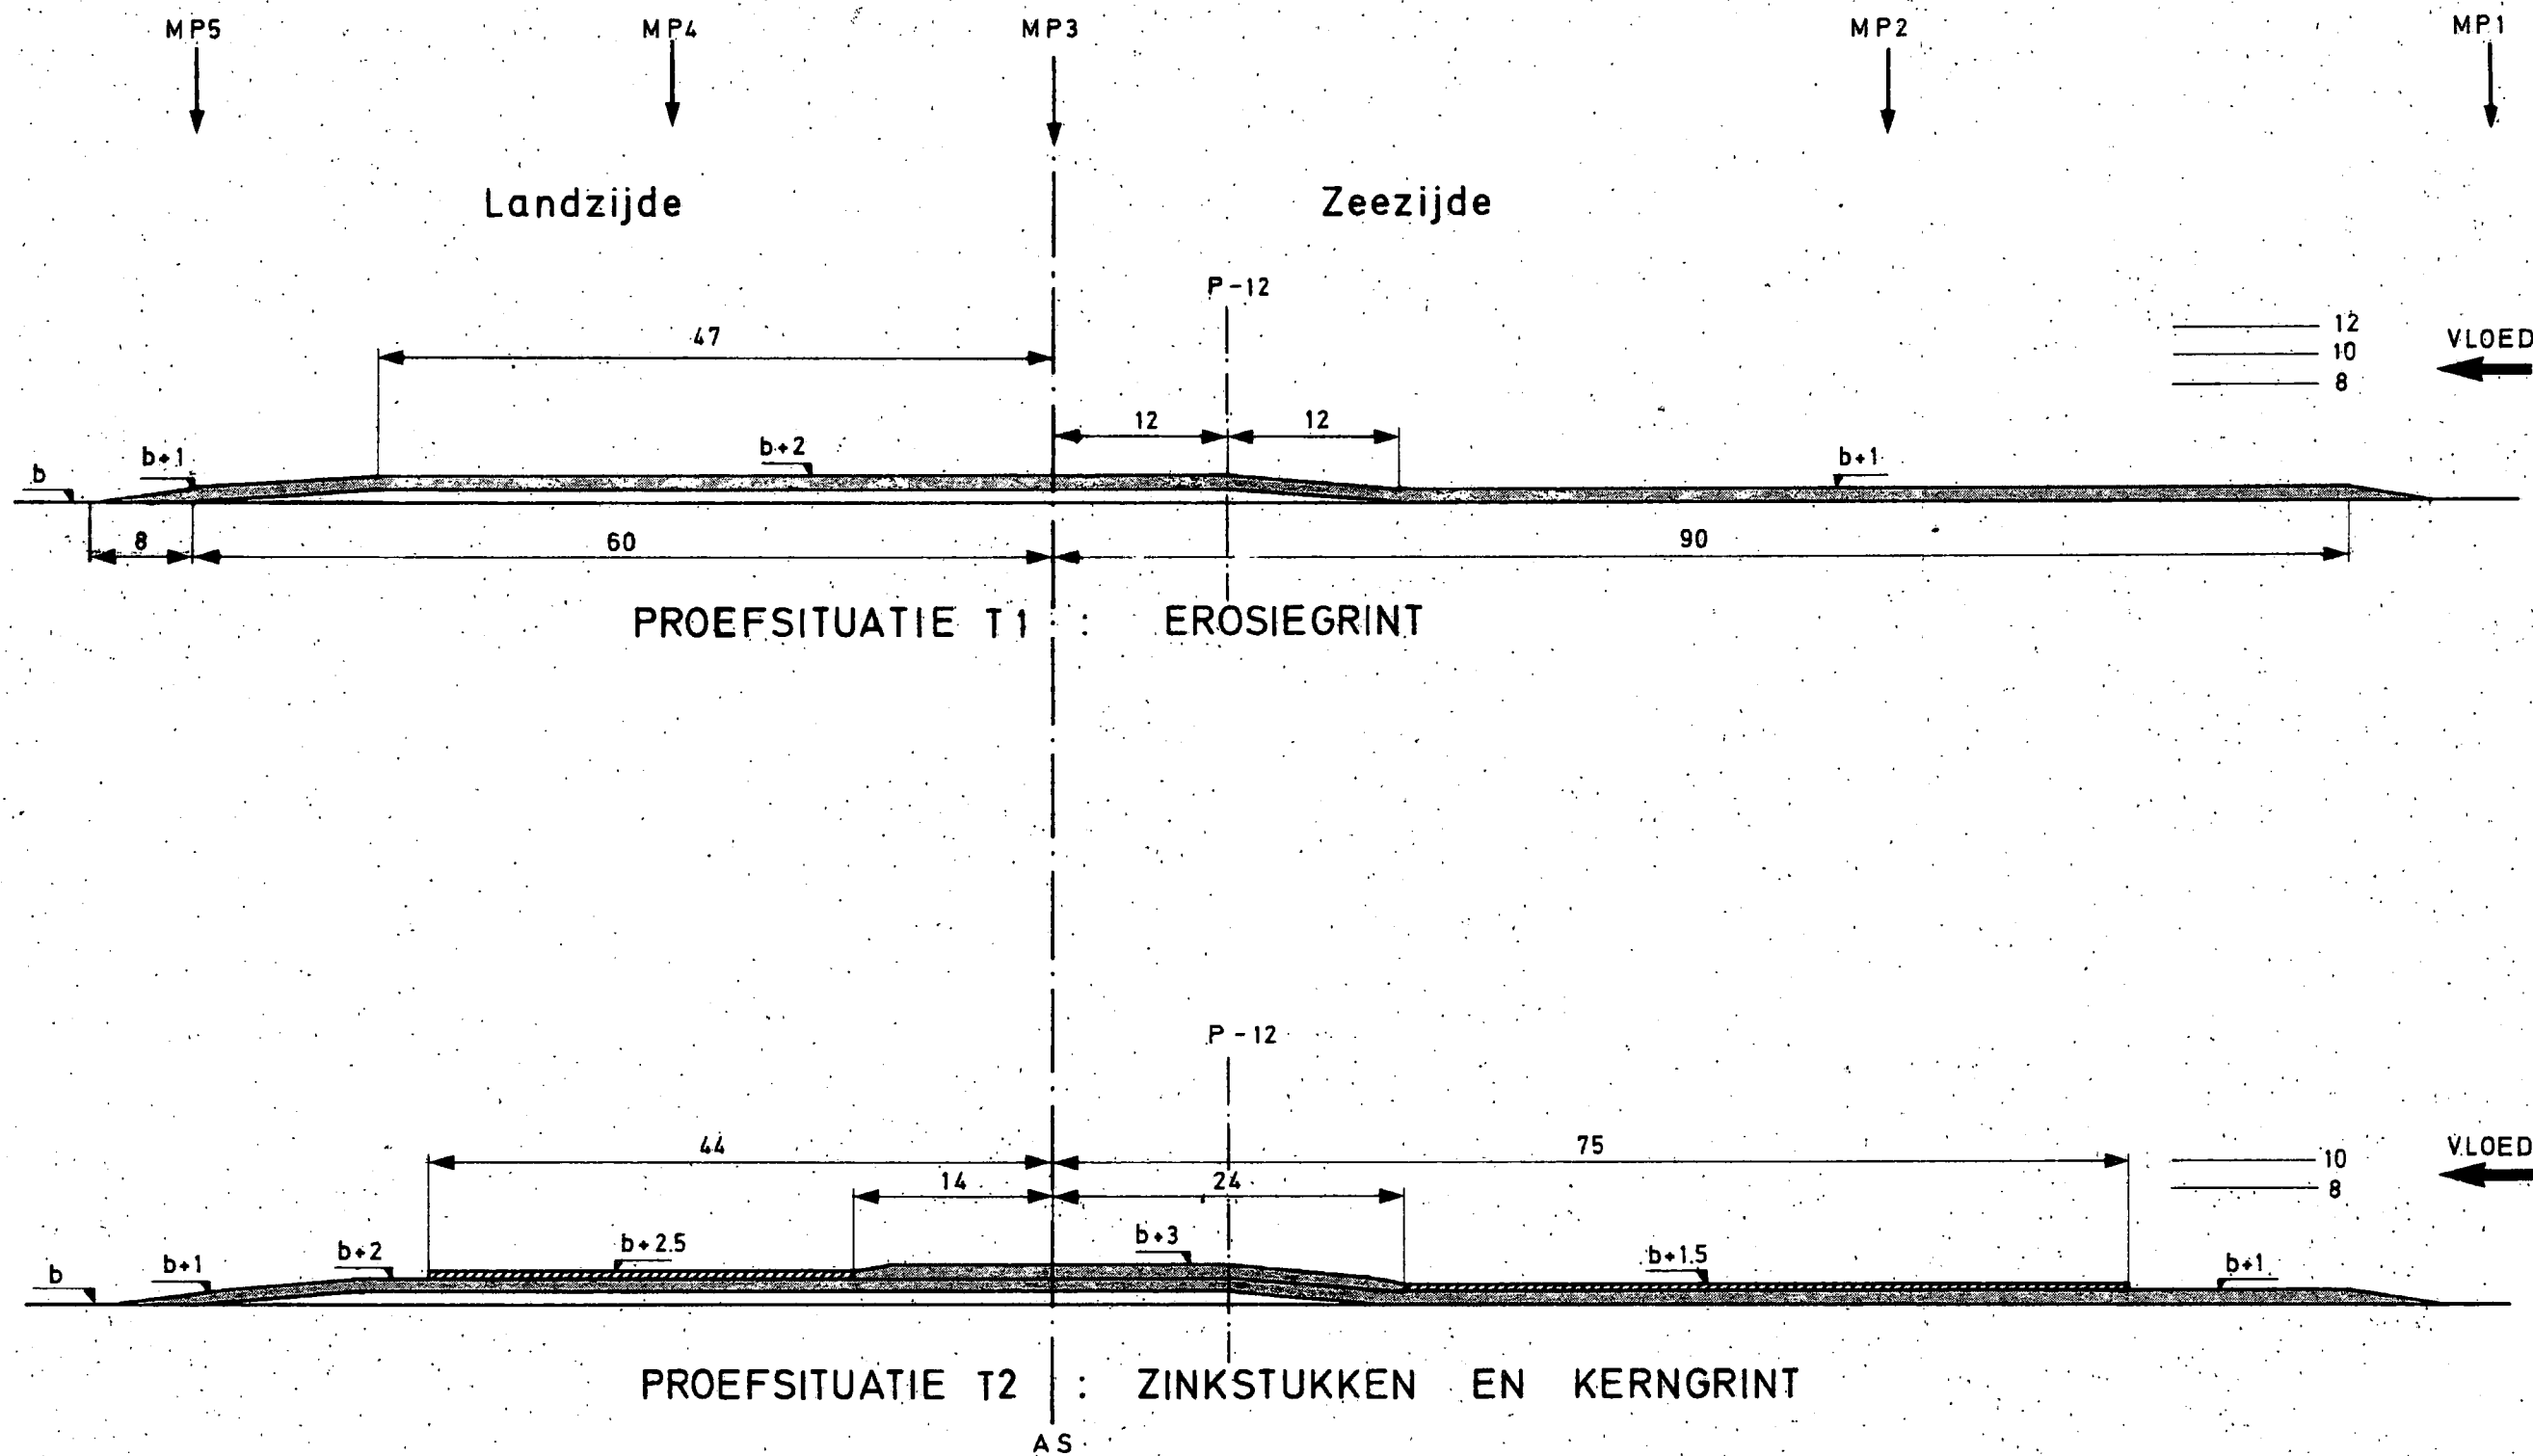 MP5 MP4 MP3 MP2 MP1
Landzijde Zeezijde
P-12
47
12
10
8
VLOED
12 12
b b+1 b+2 b+1
8 60 90
PROEFSITUATIE T1 : EROSIEGRINT
P-12
44 75
14 24
10
8
VLOED
b b+1 b+2 b+2.5 b+3 b+1.5 b+1
PROEFSITUATIE T2 : ZINKSTUKKEN EN KERNGRINT
AS